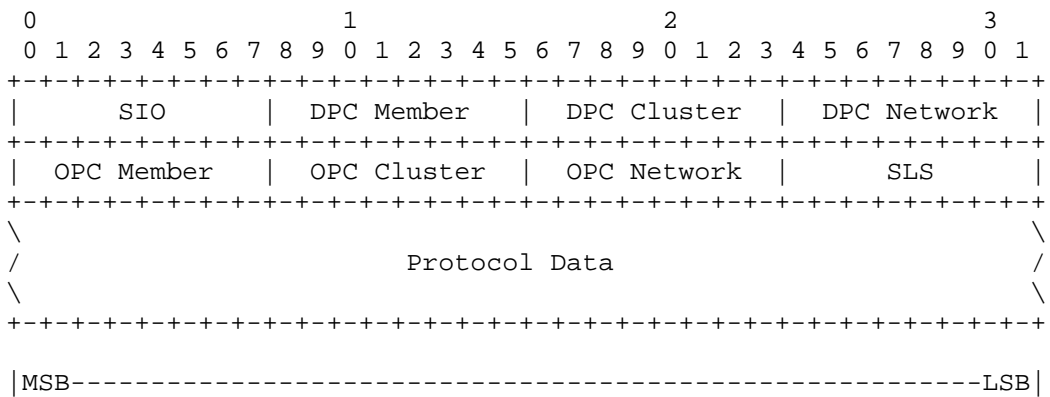 0                   1                   2                   3
 0 1 2 3 4 5 6 7 8 9 0 1 2 3 4 5 6 7 8 9 0 1 2 3 4 5 6 7 8 9 0 1
+-+-+-+-+-+-+-+-+-+-+-+-+-+-+-+-+-+-+-+-+-+-+-+-+-+-+-+-+-+-+-+-+
|      SIO      |  DPC Member   |  DPC Cluster  |  DPC Network  |
+-+-+-+-+-+-+-+-+-+-+-+-+-+-+-+-+-+-+-+-+-+-+-+-+-+-+-+-+-+-+-+-+
|  OPC Member   |  OPC Cluster  |  OPC Network  |      SLS      |
+-+-+-+-+-+-+-+-+-+-+-+-+-+-+-+-+-+-+-+-+-+-+-+-+-+-+-+-+-+-+-+-+
\                                                               \
/                        Protocol Data                          /
\                                                               \
+-+-+-+-+-+-+-+-+-+-+-+-+-+-+-+-+-+-+-+-+-+-+-+-+-+-+-+-+-+-+-+-+
|MSB---------------------------------------------------------LSB|